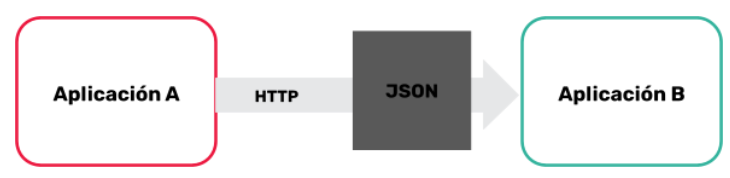 Aplicación A
HTTP
JSON
Aplicación B